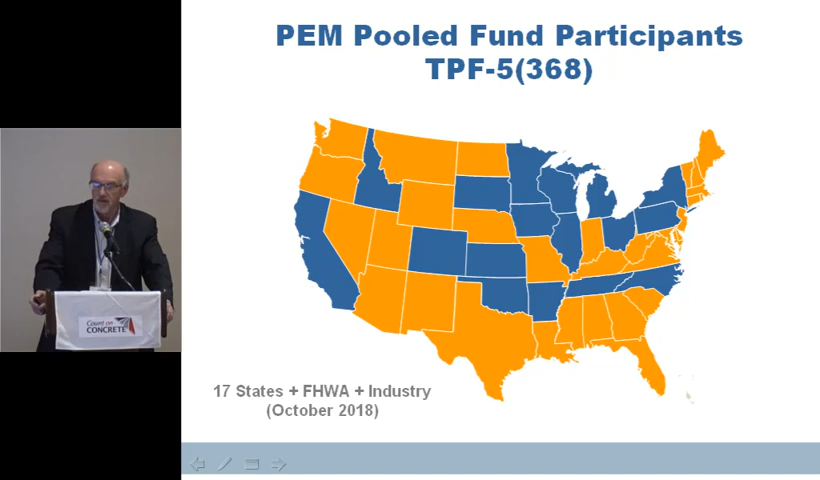 PEM Pooled Fund Participants
TPF-5(368)
17 States + FHWA + Industry
(October 2018)
Count on
CONCRETE